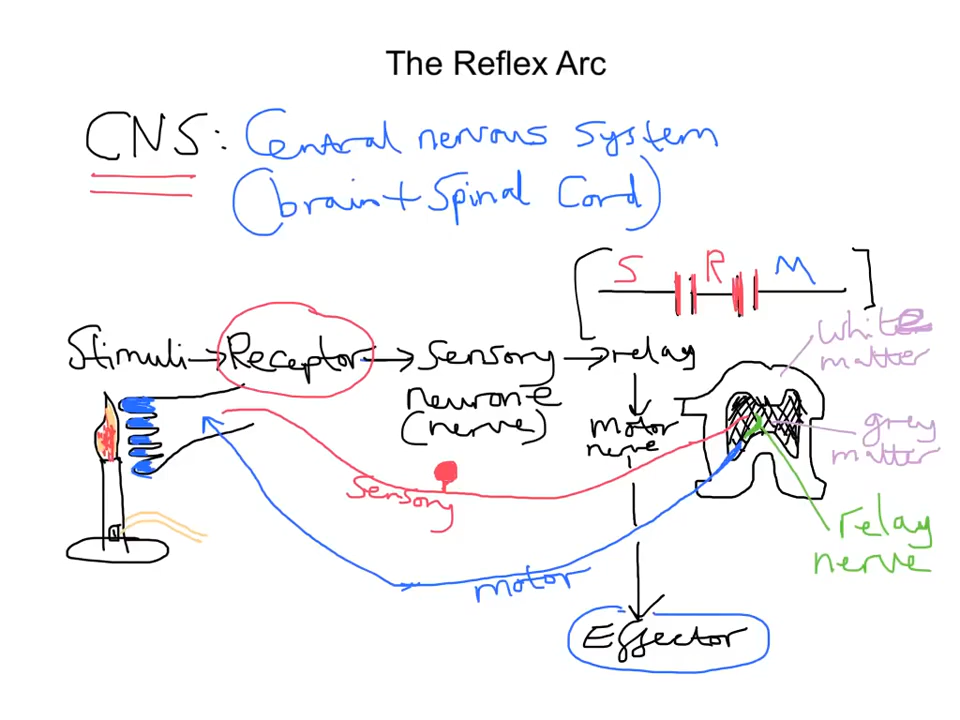 The Reflex Arc
CNS: Central nervous system
(brain + Spinal Cord)
S R M
Stimuli → Receptor → Sensory → relay
neurone
(nerve)
motor
nerve
White
matter
grey
matter
Sensory
relay
nerve
motor
Effector